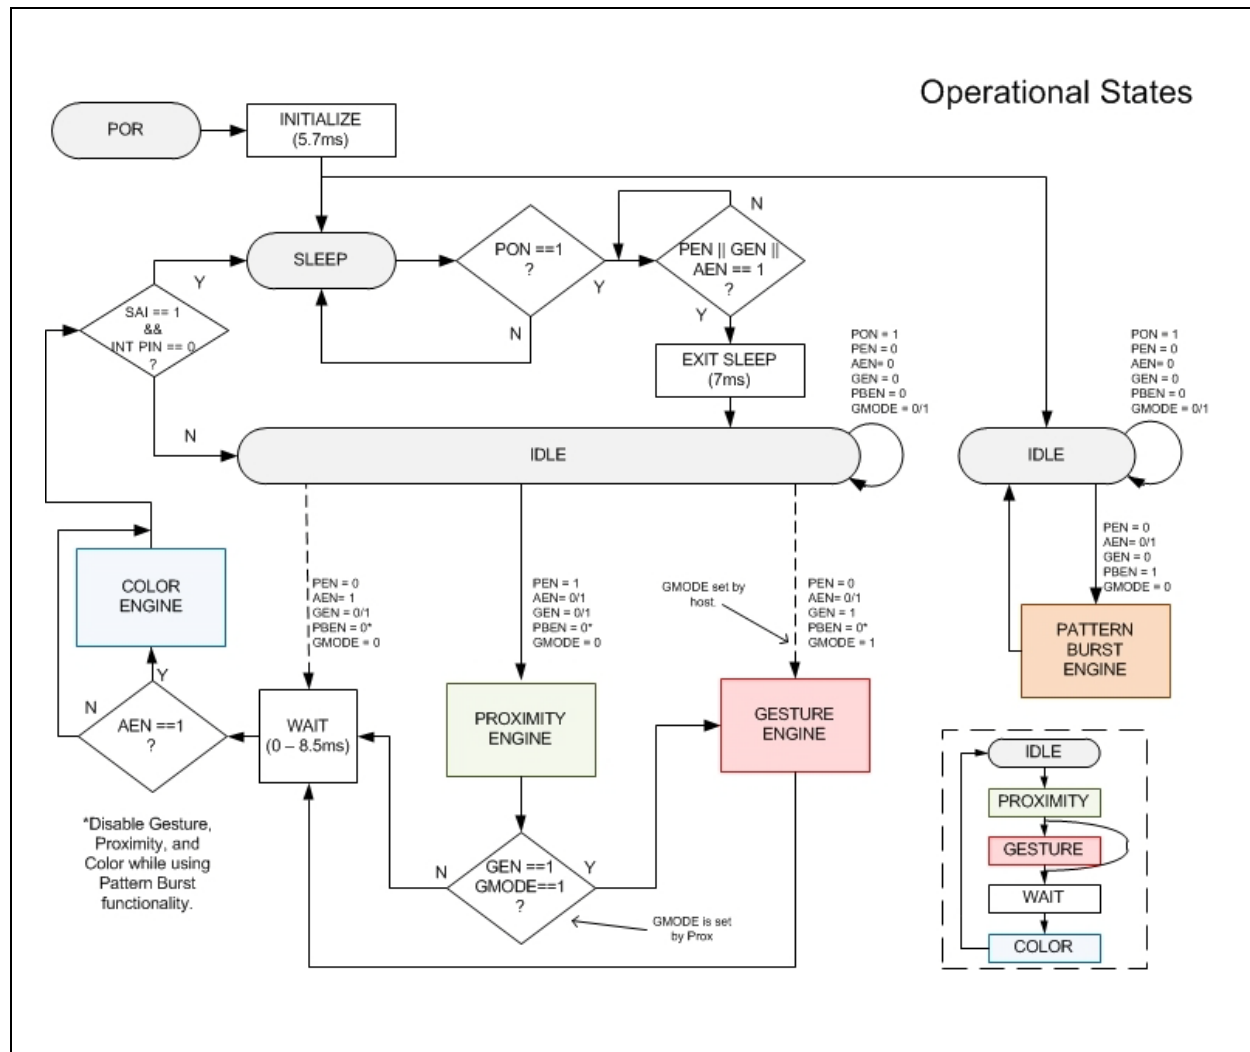 Operational States
POR
INITIALIZE
(5.7ms)
SLEEP
PON ==1
?
Y
N
N
PEN || GEN ||
AEN == 1
?
Y
Y
SAI == 1
&&
INT PIN == 0
?
N
EXIT SLEEP
(7ms)
PON = 1
PEN = 0
AEN= 0
GEN = 0
PBEN = 0
GMODE = 0/1
PON = 1
PEN = 0
AEN= 0
GEN = 0
PBEN = 0
GMODE = 0/1
IDLE
IDLE
COLOR
ENGINE
PEN = 0
AEN= 1
GEN = 0/1
PBEN = 0*
GMODE = 0
PEN = 1
AEN= 0/1
GEN = 0/1
PBEN = 0*
GMODE = 0
GMODE set by
host.
PEN = 0
AEN= 0/1
GEN = 1
PBEN = 0*
GMODE = 1
PEN = 0
AEN= 0/1
GEN = 0
PBEN = 1
GMODE = 0
PATTERN
BURST
ENGINE
Y
N
AEN ==1
?
WAIT
(0 – 8.5ms)
PROXIMITY
ENGINE
GESTURE
ENGINE
*Disable Gesture,
Proximity, and
Color while using
Pattern Burst
functionality.
N
GEN ==1
GMODE==1
?
Y
GMODE is set
by Prox
IDLE
PROXIMITY
GESTURE
WAIT
COLOR